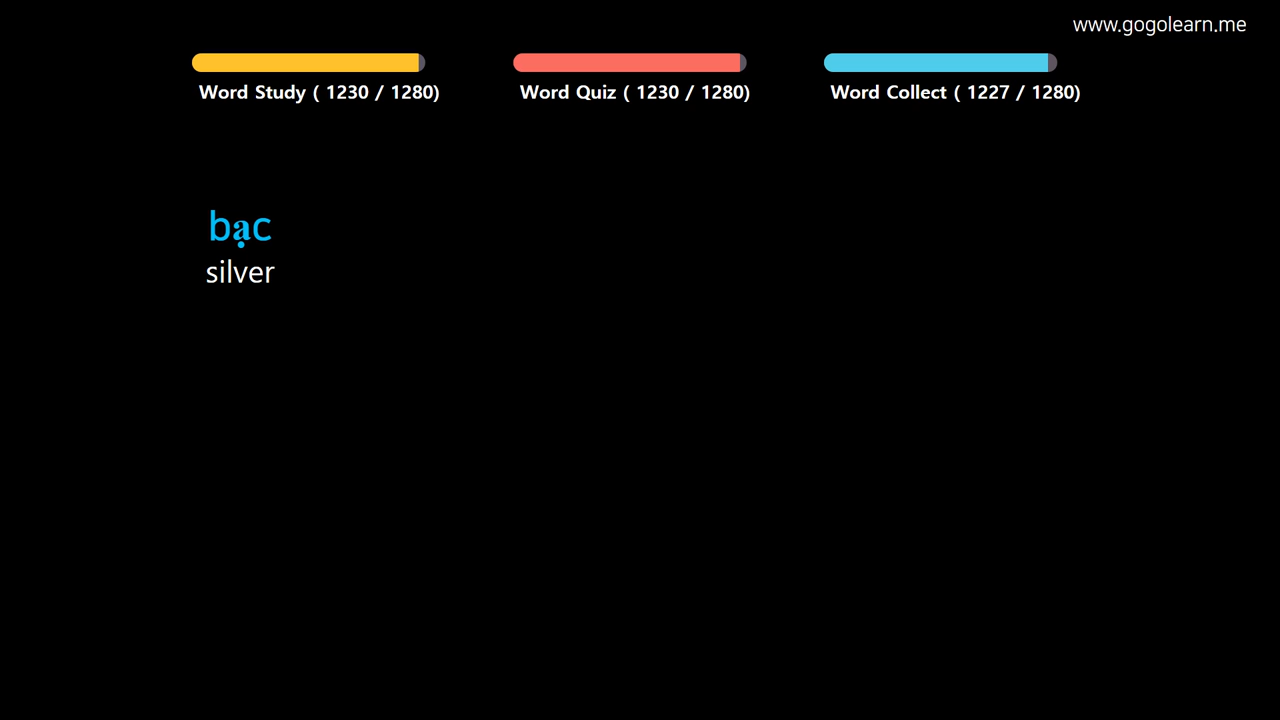 www.gogolearn.me
Word Study ( 1230 / 1280)
Word Quiz ( 1230 / 1280)
Word Collect ( 1227 / 1280)
bạc
silver